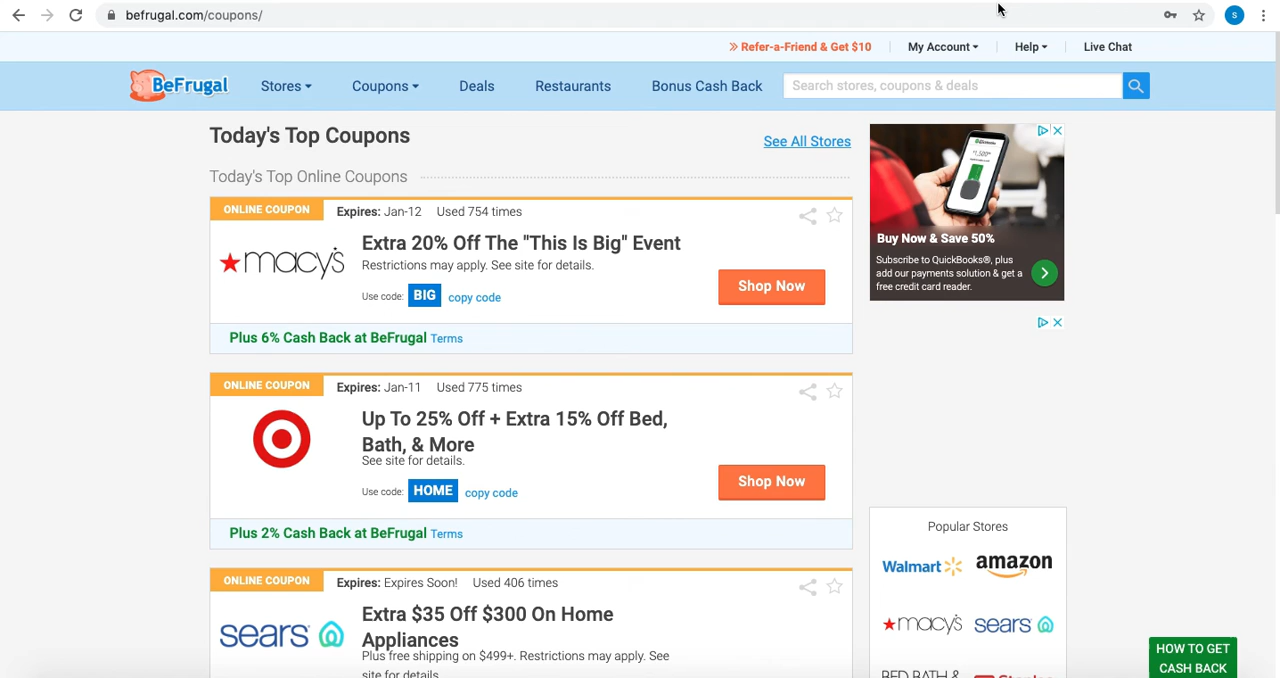 befrugal.com/coupons/
S
Refer-a-Friend & Get $10
My Account
Help
Live Chat
BeFrugal
Stores
Coupons
Deals
Restaurants
Bonus Cash Back
Search stores, coupons & deals
Today's Top Coupons
See All Stores
Today's Top Online Coupons
ONLINE COUPON
Expires: Jan-12
Used 754 times
macy's
Extra 20% Off The "This Is Big" Event
Restrictions may apply. See site for details.
Use code: BIG copy code
Shop Now
Plus 6% Cash Back at BeFrugal Terms
ONLINE COUPON
Expires: Jan-11
Used 775 times
Up To 25% Off + Extra 15% Off Bed,
Bath, & More
See site for details.
Use code: HOME copy code
Shop Now
Plus 2% Cash Back at BeFrugal Terms
ONLINE COUPON
Expires: Expires Soon!
Used 406 times
sears
Extra $35 Off $300 On Home
Appliances
Plus free shipping on $499+. Restrictions may apply. See
site for details.
Buy Now & Save 50%
Subscribe to QuickBooks®, plus
add our payments solution & get a
free credit card reader.
Popular Stores
Walmart
amazon
macy's
sears
BED BATH &
HOW TO GET
CASH BACK